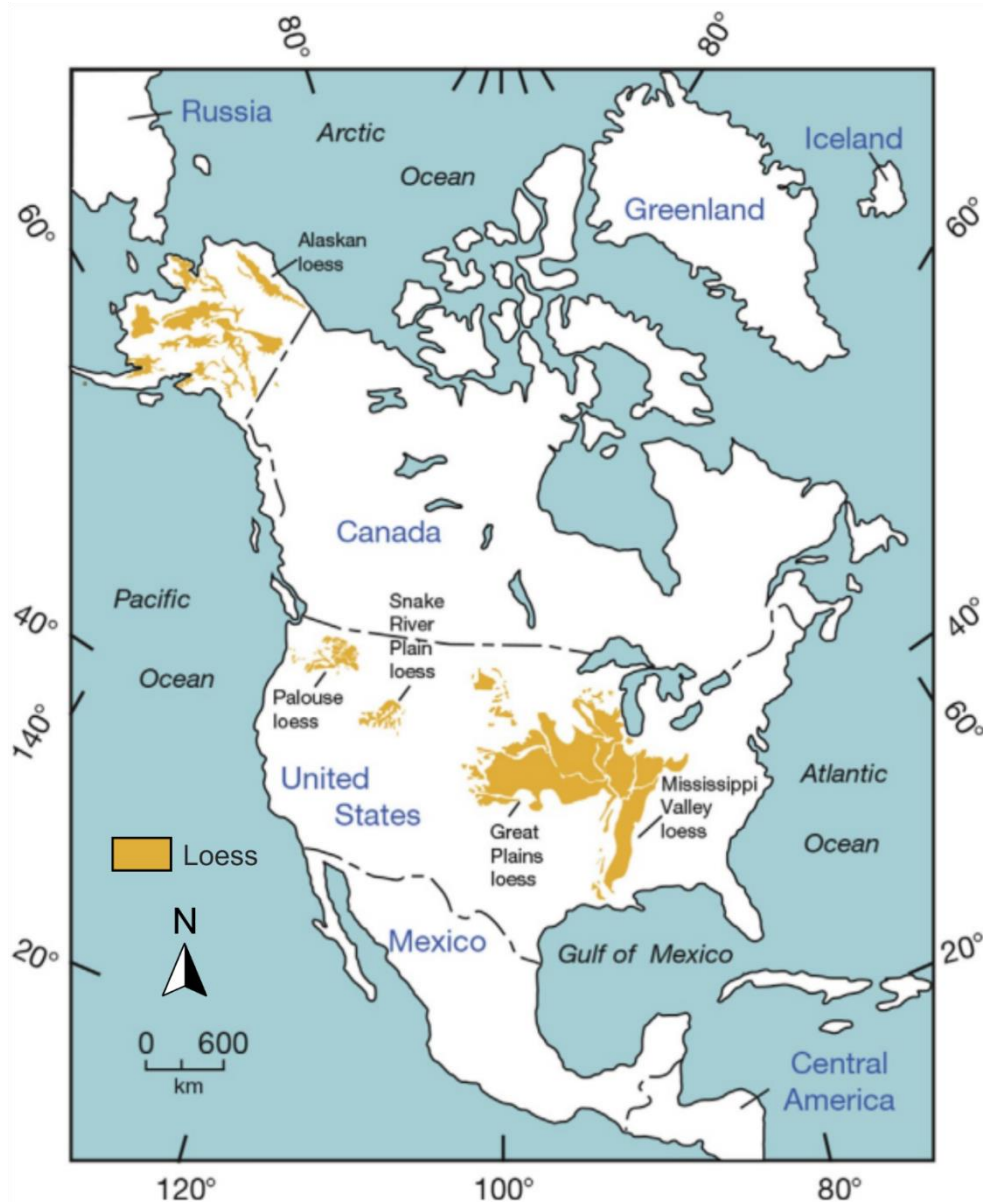 80°
80°
Russia
Arctic
Ocean
Iceland
Greenland
60°
60°
Alaskan
loess
Canada
Pacific
Ocean
Snake
River
Plain
loess
40°
40°
Palouse
loess
140°
60°
United
States
Mississippi
Valley
loess
Atlantic
Ocean
Great
Plains
loess
Loess
N
Mexico
Gulf of Mexico
20°
20°
0 600
km
Central
America
120°
100°
80°